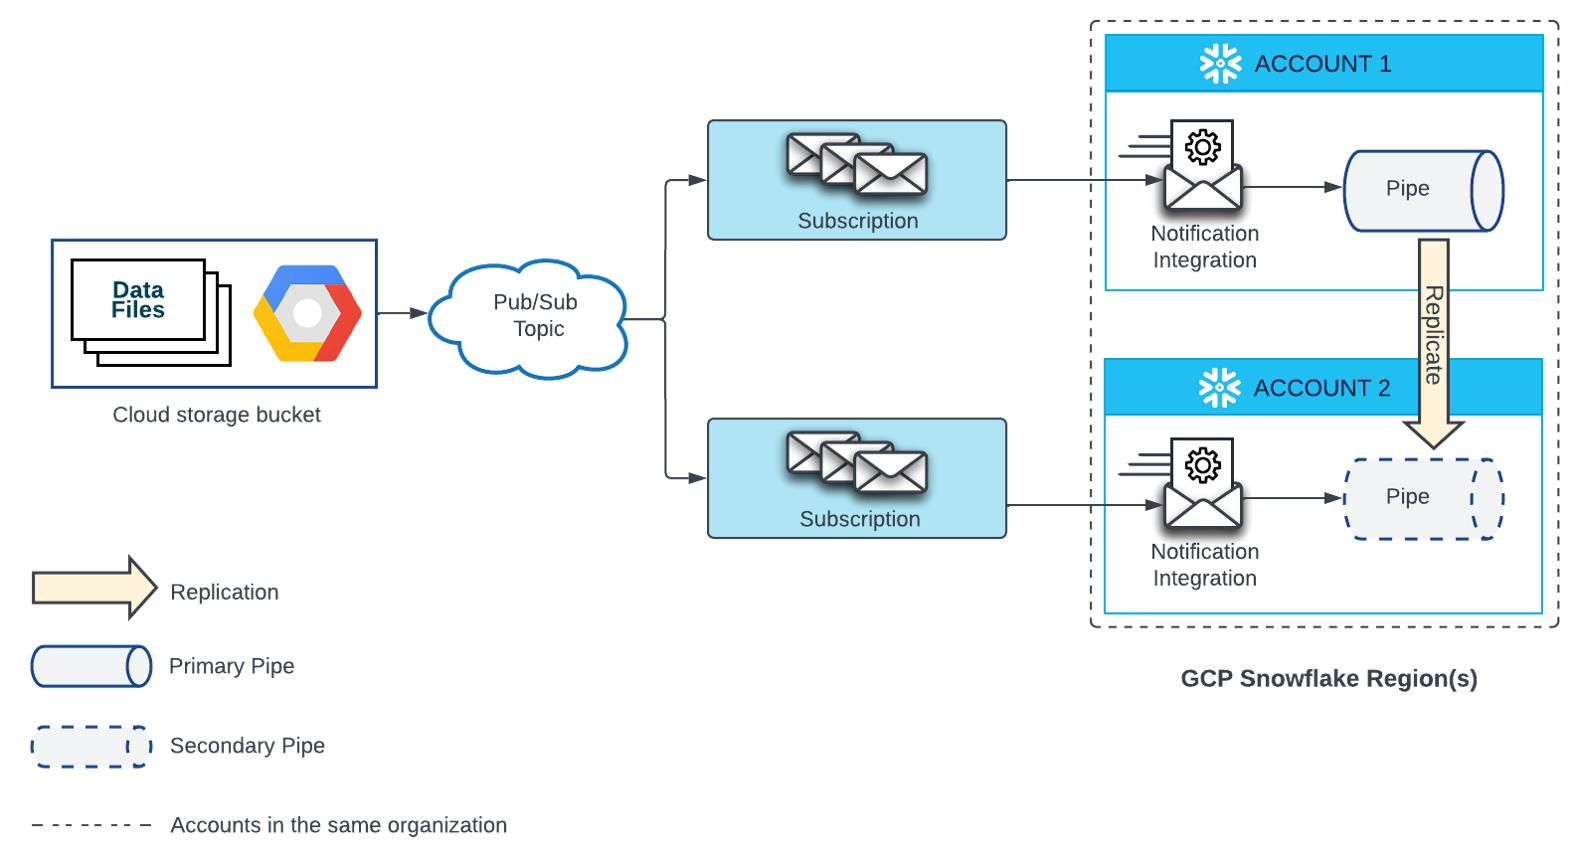 ACCOUNT 1
Subscription
Notification
Integration
Pipe
Data
Files
Cloud storage bucket
Pub/Sub
Topic
Replicate
ACCOUNT 2
Subscription
Notification
Integration
Pipe
GCP Snowflake Region(s)
Replication
Primary Pipe
Secondary Pipe
Accounts in the same organization